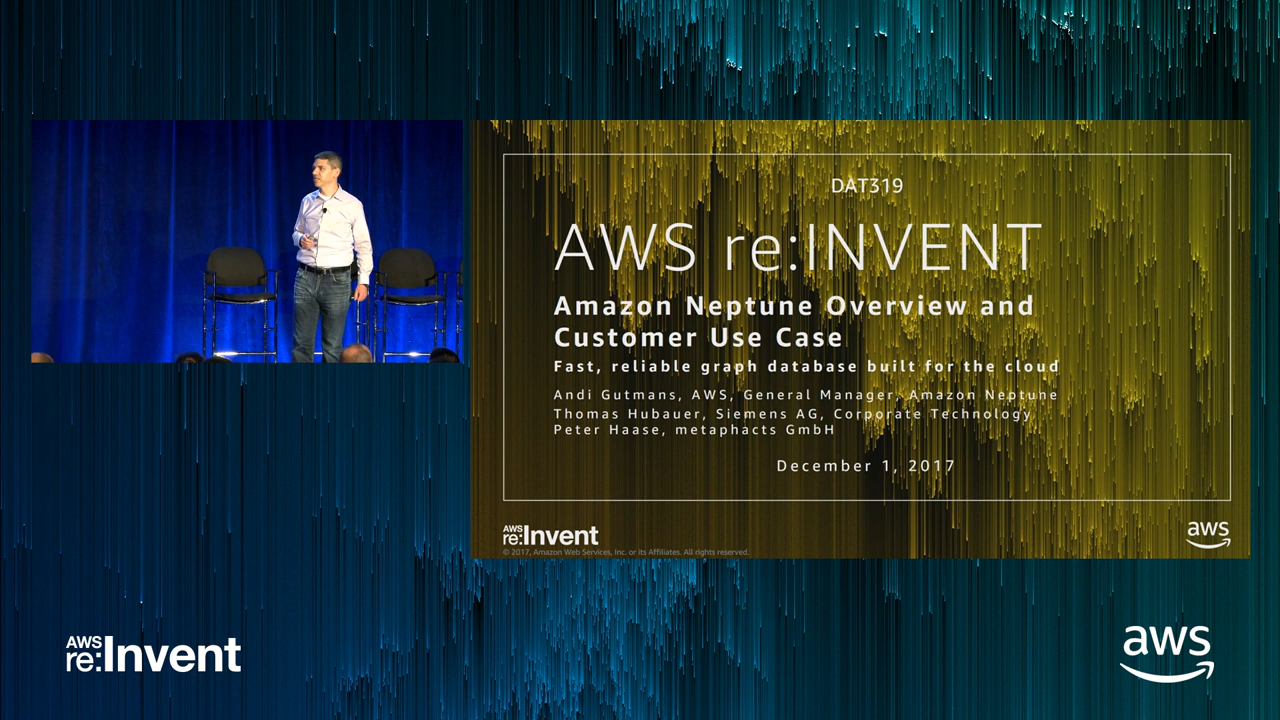 DAT319
AWS re:INVENT
Amazon Neptune Overview and
Customer Use Case
Fast, reliable graph database built for the cloud
Andi Gutmans, AWS, General Manager, Amazon Neptune
Thomas Hubauer, Siemens AG, Corporate Technology
Peter Haase, metaphacts GmbH
December 1, 2017
AWS
re:Invent
aws
© 2017, Amazon Web Services, Inc. or its Affiliates. All rights reserved.
AWS
re:Invent
aws